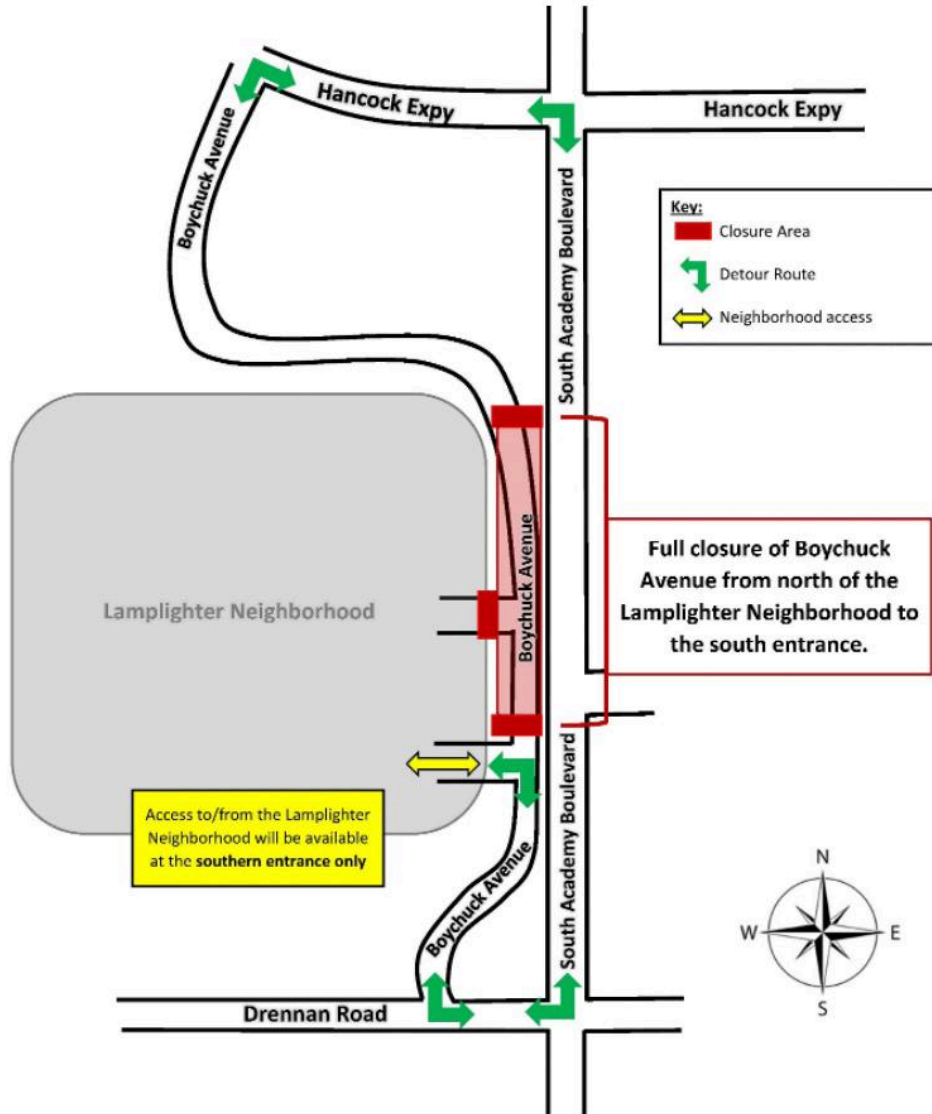 Hancock Expy
Hancock Expy
Boychuck Avenue
South Academy Boulevard
Key:
Closure Area
Detour Route
Neighborhood access
Lamplighter Neighborhood
Boychuck Avenue
Full closure of Boychuck
Avenue from north of the
Lamplighter Neighborhood to
the south entrance.
Access to/from the Lamplighter
Neighborhood will be available
at the southern entrance only
Boychuck Avenue
South Academy Boulevard
N
W
E
S
Drennan Road